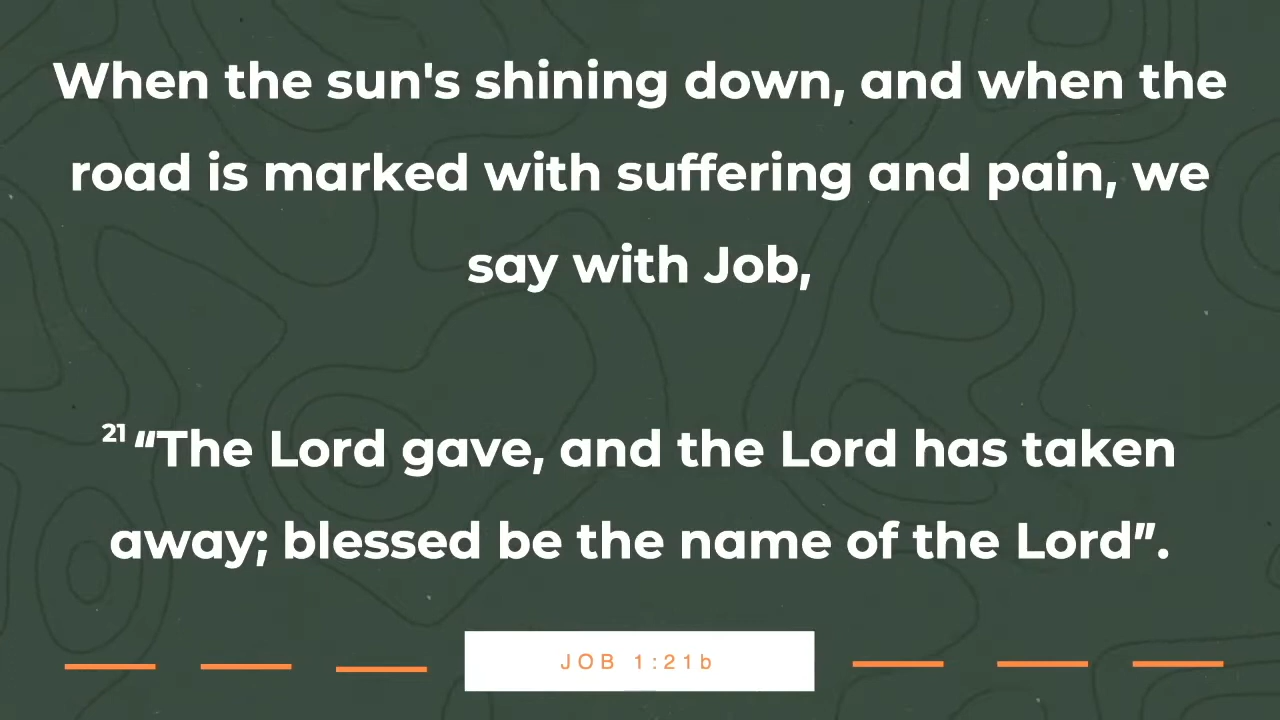 When the sun's shining down, and when the
road is marked with suffering and pain, we
say with Job,
21 “The Lord gave, and the Lord has taken
away; blessed be the name of the Lord”.
JOB 1:21b